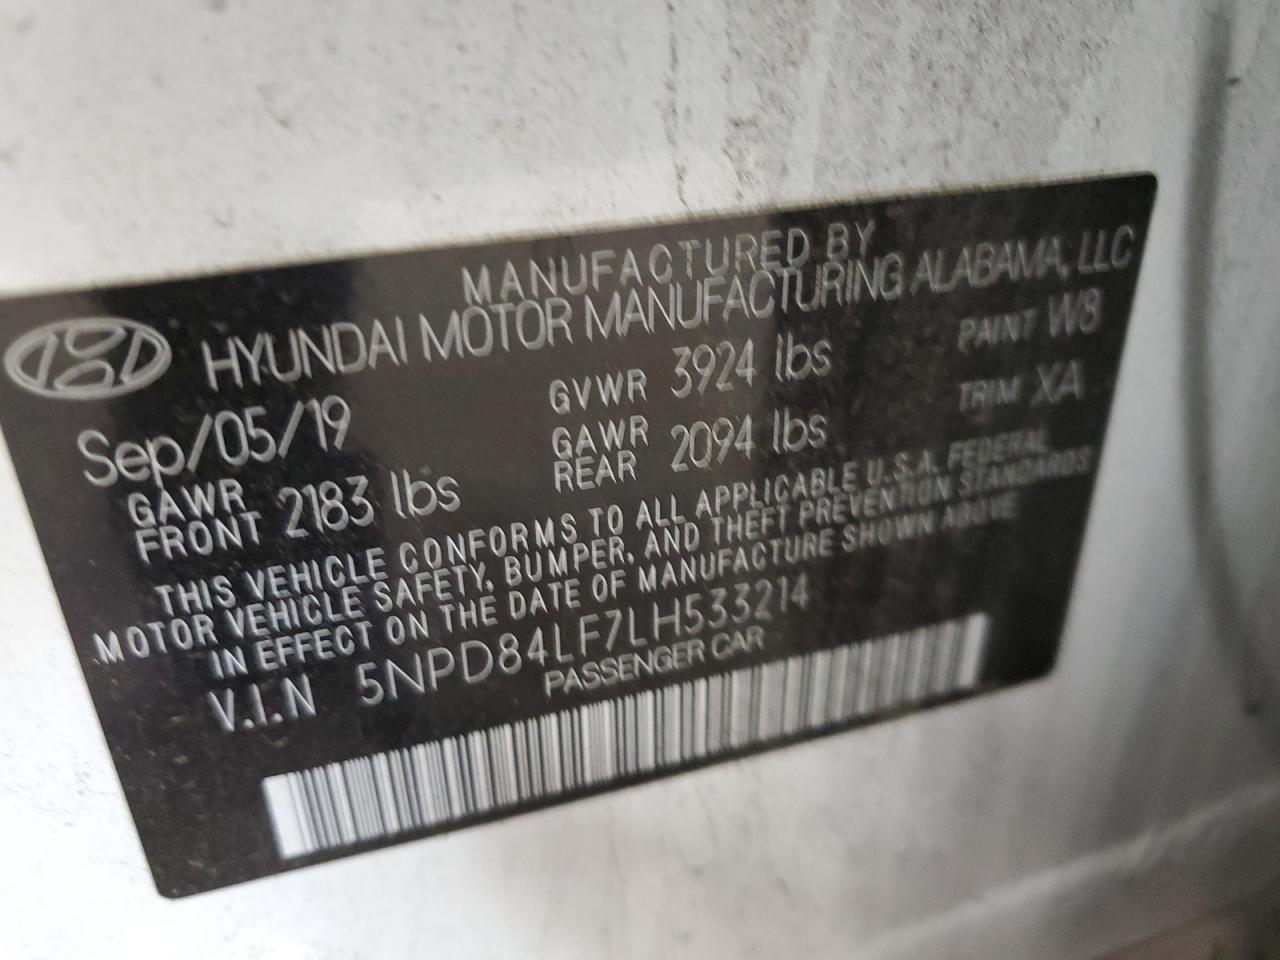 MANUFACTURED BY
HYUNDAI MOTOR MANUFACTURING ALABAMA, LLC
Sep/05/19 GVWR 3924 lbs PAINT W8
GAWR FRONT 2183 lbs GAWR REAR 2094 lbs TRIM XA
THIS VEHICLE CONFORMS TO ALL APPLICABLE U.S.A. FEDERAL
MOTOR VEHICLE SAFETY, BUMPER, AND THEFT PREVENTION STANDARDS
IN EFFECT ON THE DATE OF MANUFACTURE SHOWN ABOVE
V.I.N 5NPD84LF7LH533214
PASSENGER CAR